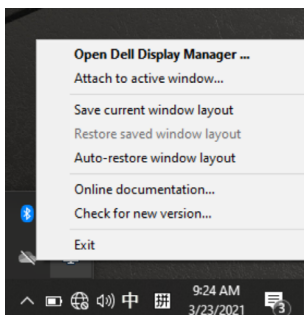 Open Dell Display Manager ...
Attach to active window...
Save current window layout
Restore saved window layout
Auto-restore window layout
Online documentation...
Check for new version...
Exit
中 拼 9:24 AM
3/23/2021 3